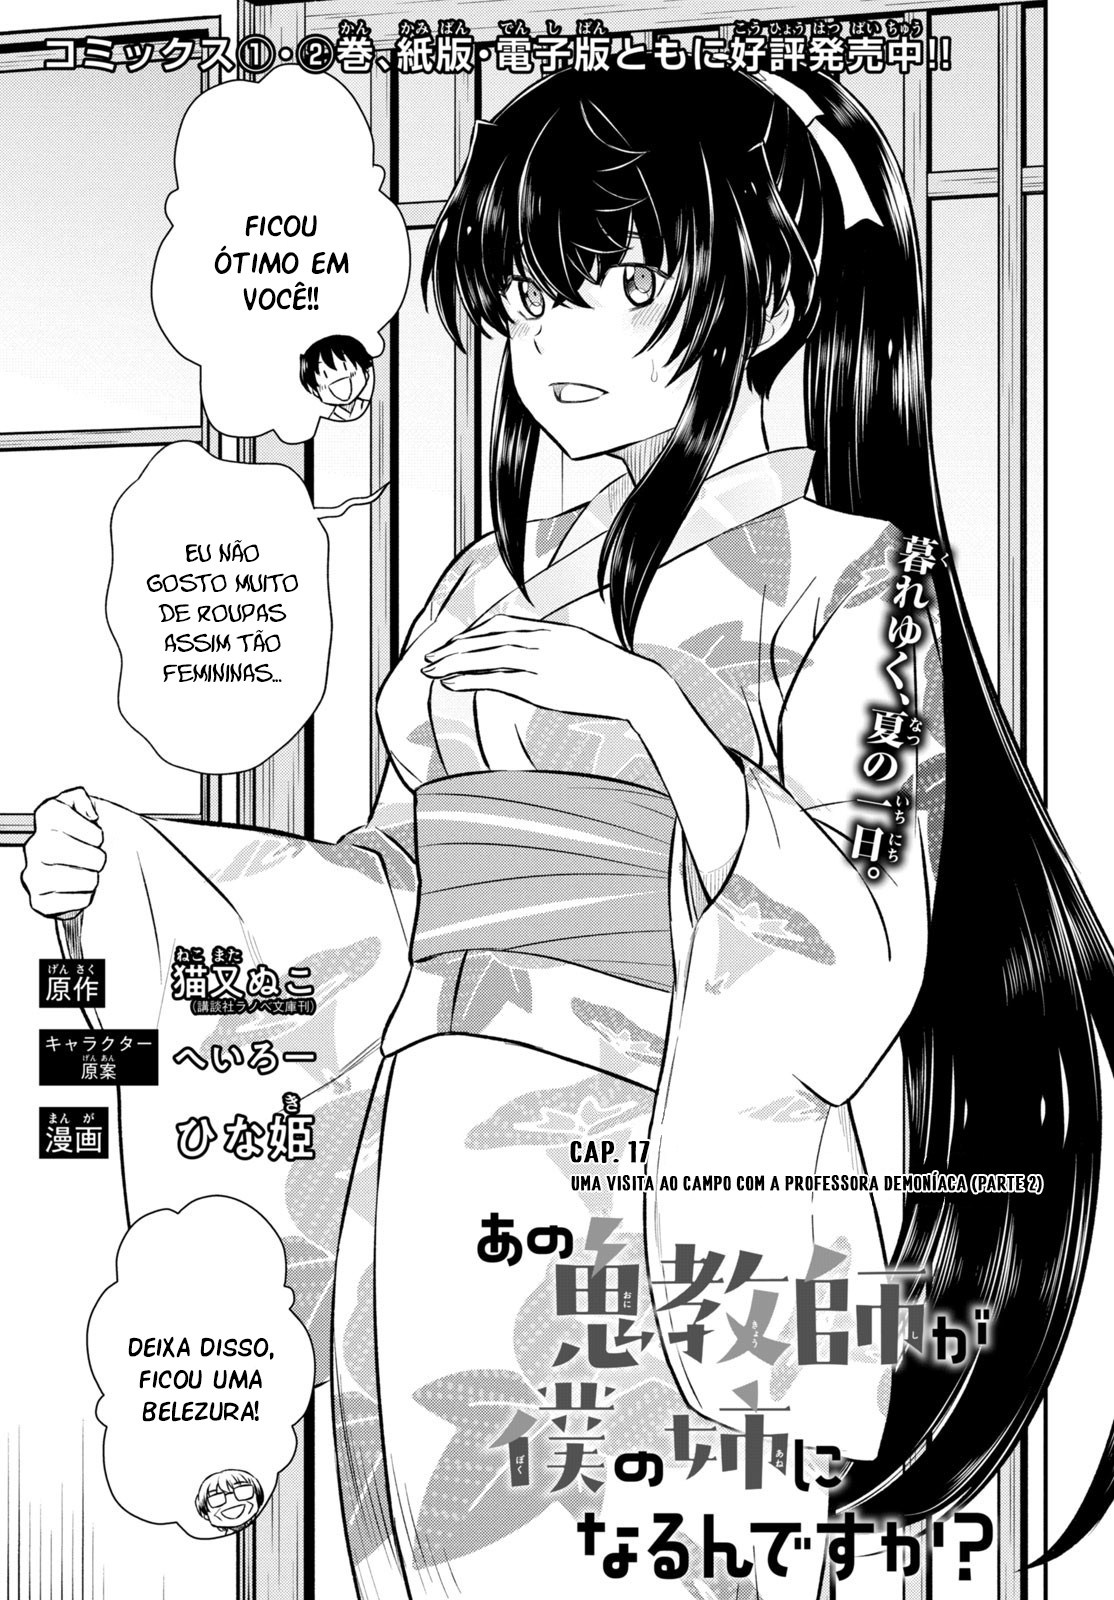 コミックス①・②巻、紙版・電子版ともに好評発売中!!
FICOU
ÓTIMO EM
VOCÊ!!
EU NÃO
GOSTO MUITO
DE ROUPAS
ASSIM TÃO
FEMININAS...
暮れゆく、夏の一日。
原作
猫又ぬこ
(講談社ラノベ文庫刊)
キャラクター
原案
へいろー
漫画
ひな姫
CAP. 17
UMA VISITA AO CAMPO COM A PROFESSORA DEMONÍACA (PARTE 2)
あの
鬼教師が
僕の姉に
なるんですか?
DEIXA DISSO,
FICOU UMA
BELEZURA!